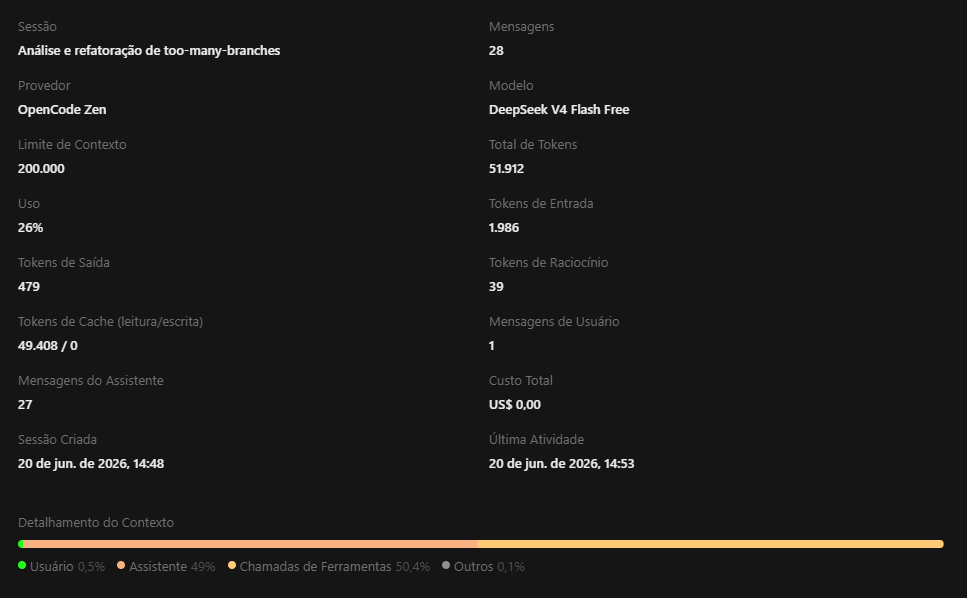 Sessão
Análise e refatoração de too-many-branches
Mensagens
28
Provedor
OpenCode Zen
Modelo
DeepSeek V4 Flash Free
Limite de Contexto
200.000
Total de Tokens
51.912
Uso
26%
Tokens de Entrada
1.986
Tokens de Saída
479
Tokens de Raciocínio
39
Tokens de Cache (leitura/escrita)
49.408 / 0
Mensagens de Usuário
1
Mensagens do Assistente
27
Custo Total
US$ 0,00
Sessão Criada
20 de jun. de 2026, 14:48
Última Atividade
20 de jun. de 2026, 14:53
Detalhamento do Contexto
Usuário 0,5% Assistente 49% Chamadas de Ferramentas 50,4% Outros 0,1%